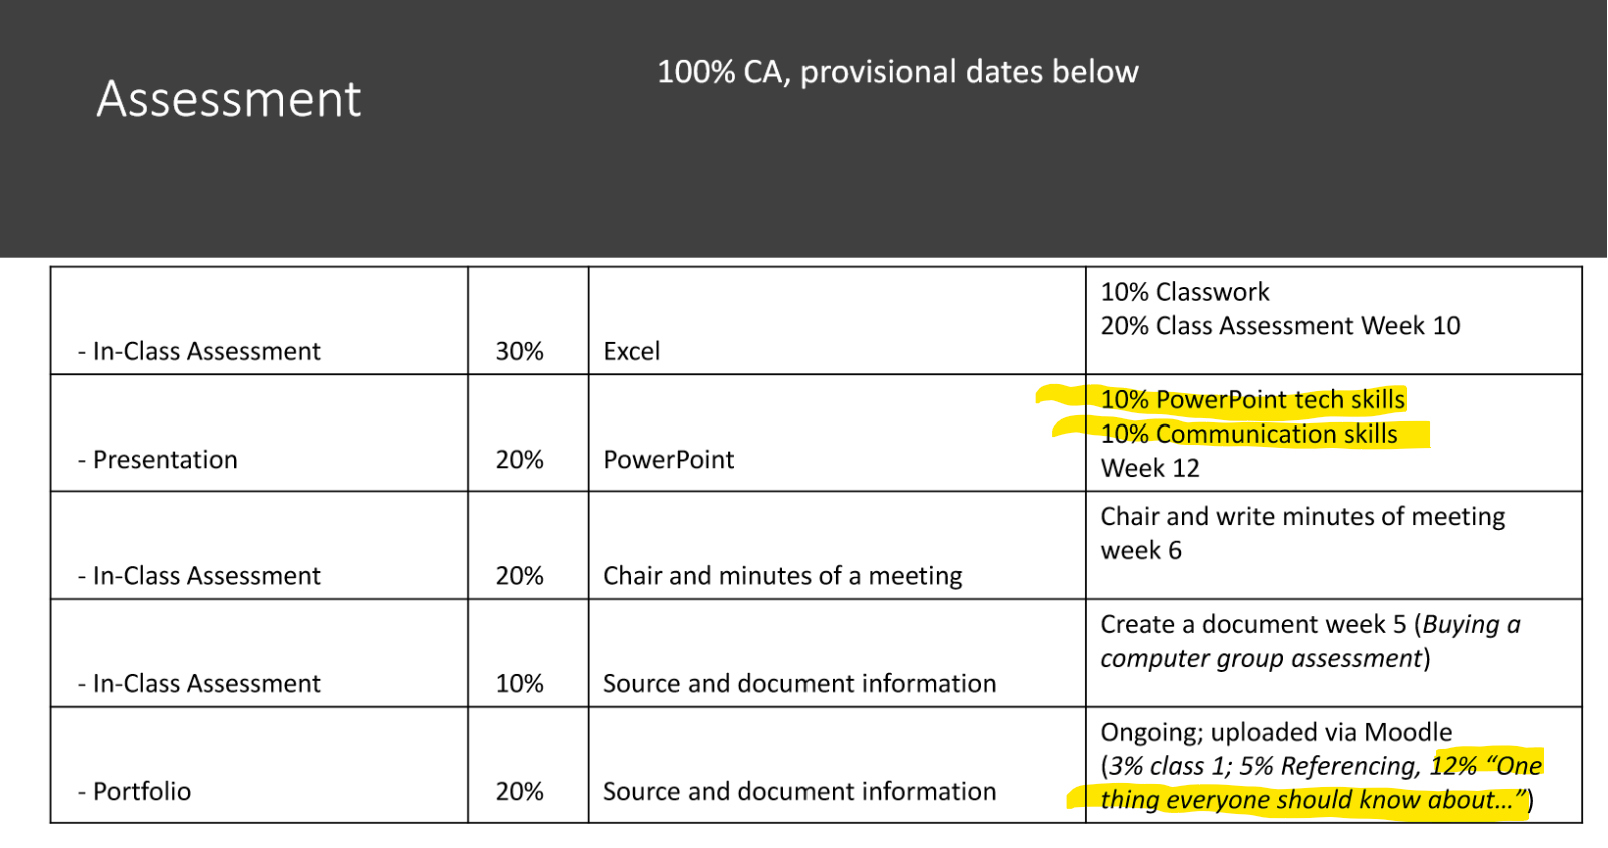 Assessment
100% CA, provisional dates below
- In-Class Assessment
30%
Excel
10% Classwork
20% Class Assessment Week 10
- Presentation
20%
PowerPoint
10% PowerPoint tech skills
10% Communication skills
Week 12
- In-Class Assessment
20%
Chair and minutes of a meeting
Chair and write minutes of meeting
week 6
- In-Class Assessment
10%
Source and document information
Create a document week 5 (Buying a
computer group assessment)
- Portfolio
20%
Source and document information
Ongoing; uploaded via Moodle
(3% class 1; 5% Referencing, 12% “One
thing everyone should know about...”)